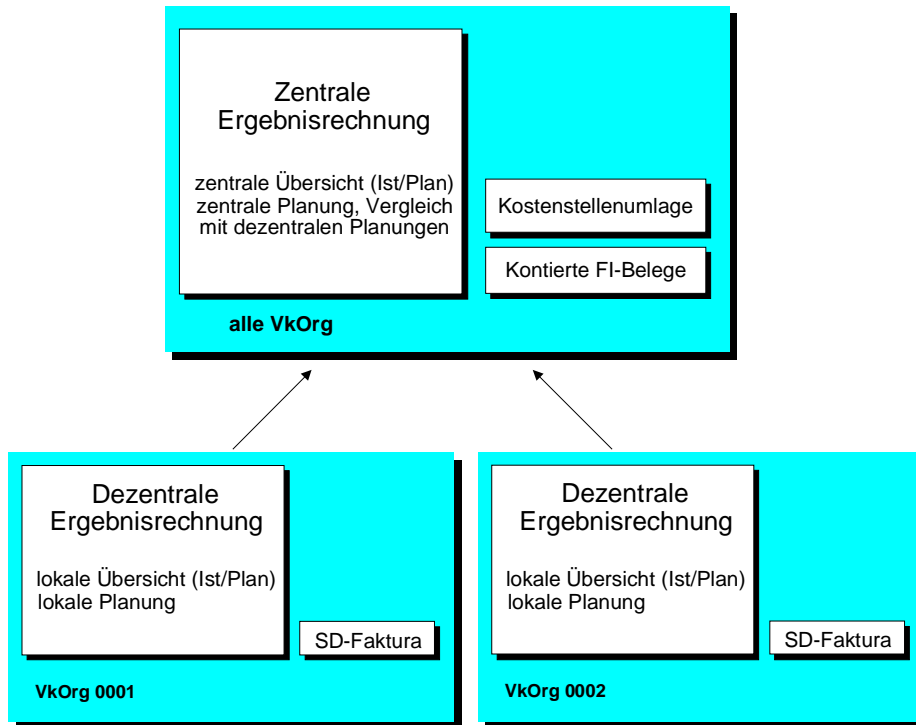 Zentrale
Ergebnisrechnung
zentrale Übersicht (Ist/Plan)
zentrale Planung, Vergleich
mit dezentralen Planungen
Kostenstellenumlage
Kontierte FI-Belege
alle VkOrg
Dezentrale
Ergebnisrechnung
lokale Übersicht (Ist/Plan)
lokale Planung
SD-Faktura
VkOrg 0001
Dezentrale
Ergebnisrechnung
lokale Übersicht (Ist/Plan)
lokale Planung
SD-Faktura
VkOrg 0002